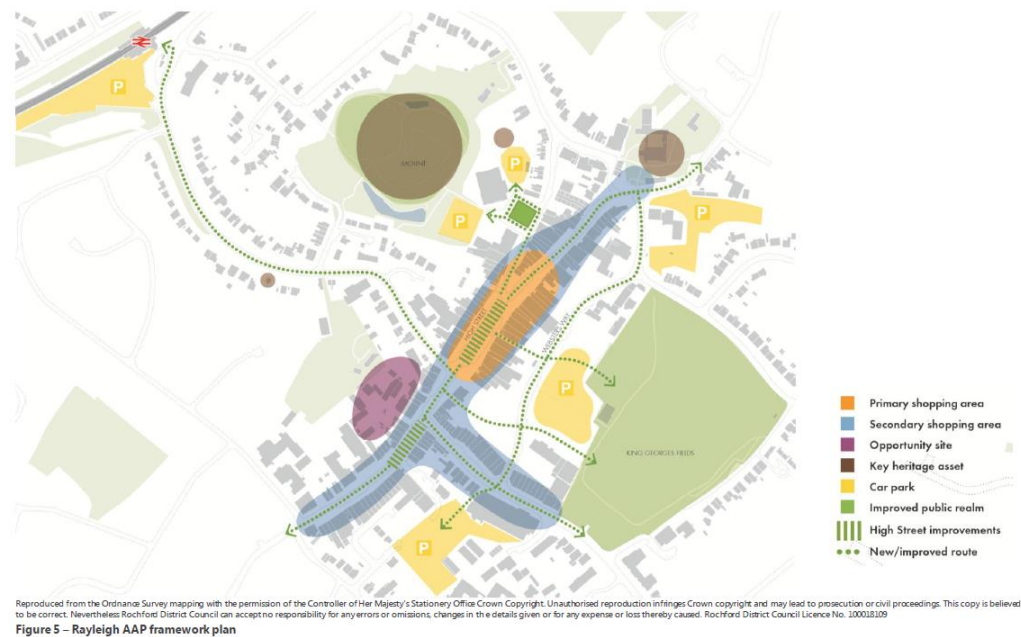 P
MOUNT
P
P
P
HIGH STREET
WEBSTERS WAY
P
KING GEORGES FIELDS
P
Primary shopping area
Secondary shopping area
Opportunity site
Key heritage asset
Car park
Improved public realm
High Street improvements
New/improved route
Reproduced from the Ordnance Survey mapping with the permission of the Controller of Her Majesty's Stationery Office Crown Copyright. Unauthorised reproduction infringes Crown copyright and may lead to prosecution or civil proceedings. This copy is believed
to be correct. Nevertheless Rochford District Council can accept no responsibility for any errors or omissions, changes in the details given or for any expense or loss thereby caused. Rochford District Council Licence No. 100018109
Figure 5 – Rayleigh AAP framework plan